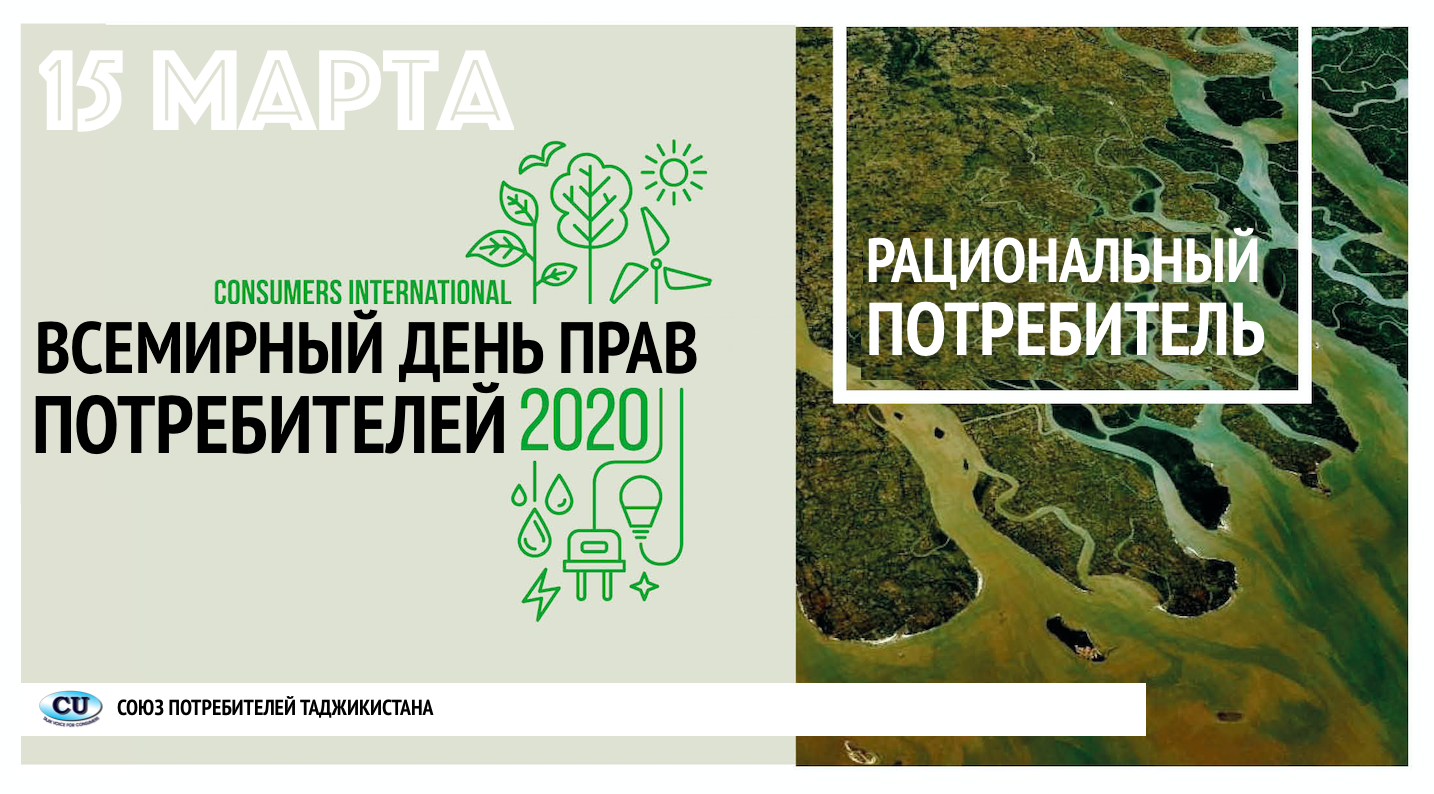 15 МАРТА
CONSUMERS INTERNATIONAL
ВСЕМИРНЫЙ ДЕНЬ ПРАВ
ПОТРЕБИТЕЛЕЙ 2020
РАЦИОНАЛЬНЫЙ
ПОТРЕБИТЕЛЬ
CU
СОЮЗ ПОТРЕБИТЕЛЕЙ ТАДЖИКИСТАНА